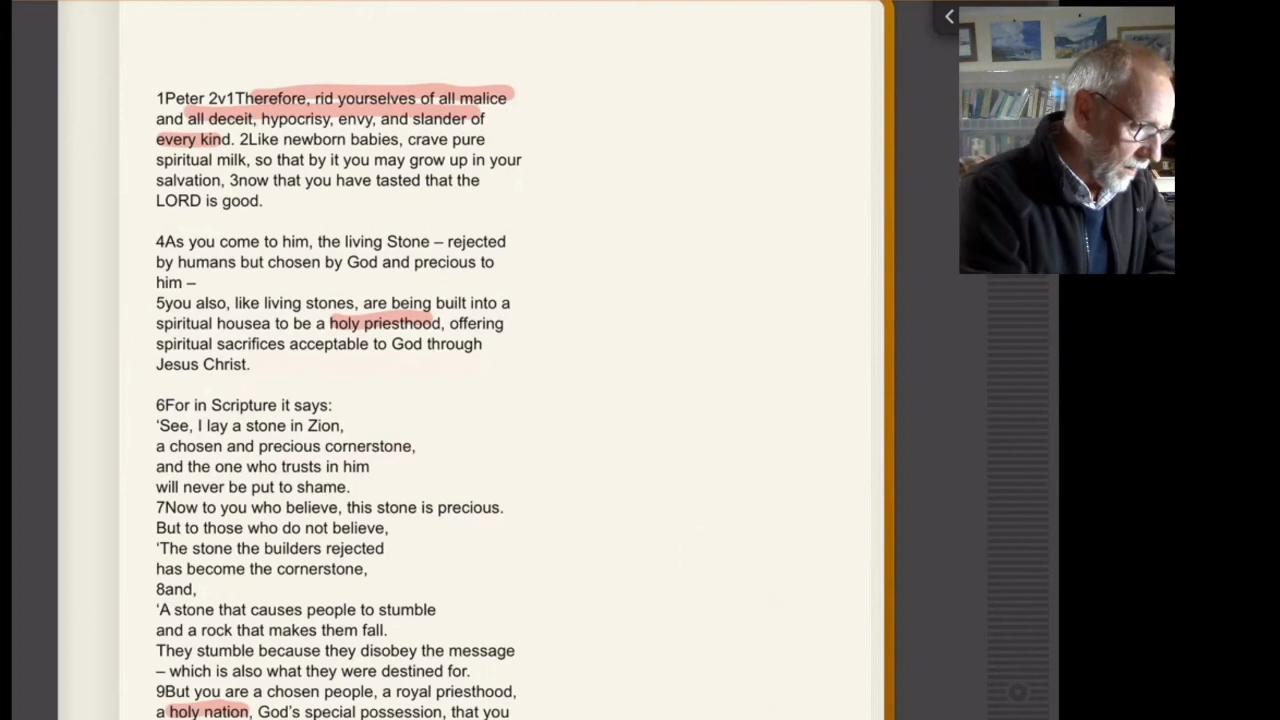 1Peter 2v1Therefore, rid yourselves of all malice
and all deceit, hypocrisy, envy, and slander of
every kind. 2Like newborn babies, crave pure
spiritual milk, so that by it you may grow up in your
salvation, 3now that you have tasted that the
LORD is good.
4As you come to him, the living Stone – rejected
by humans but chosen by God and precious to
him –
5you also, like living stones, are being built into a
spiritual housea to be a holy priesthood, offering
spiritual sacrifices acceptable to God through
Jesus Christ.
6For in Scripture it says:
‘See, I lay a stone in Zion,
a chosen and precious cornerstone,
and the one who trusts in him
will never be put to shame.
7Now to you who believe, this stone is precious.
But to those who do not believe,
‘The stone the builders rejected
has become the cornerstone,
8and,
‘A stone that causes people to stumble
and a rock that makes them fall.
They stumble because they disobey the message
– which is also what they were destined for.
9But you are a chosen people, a royal priesthood,
a holy nation, God’s special possession, that you